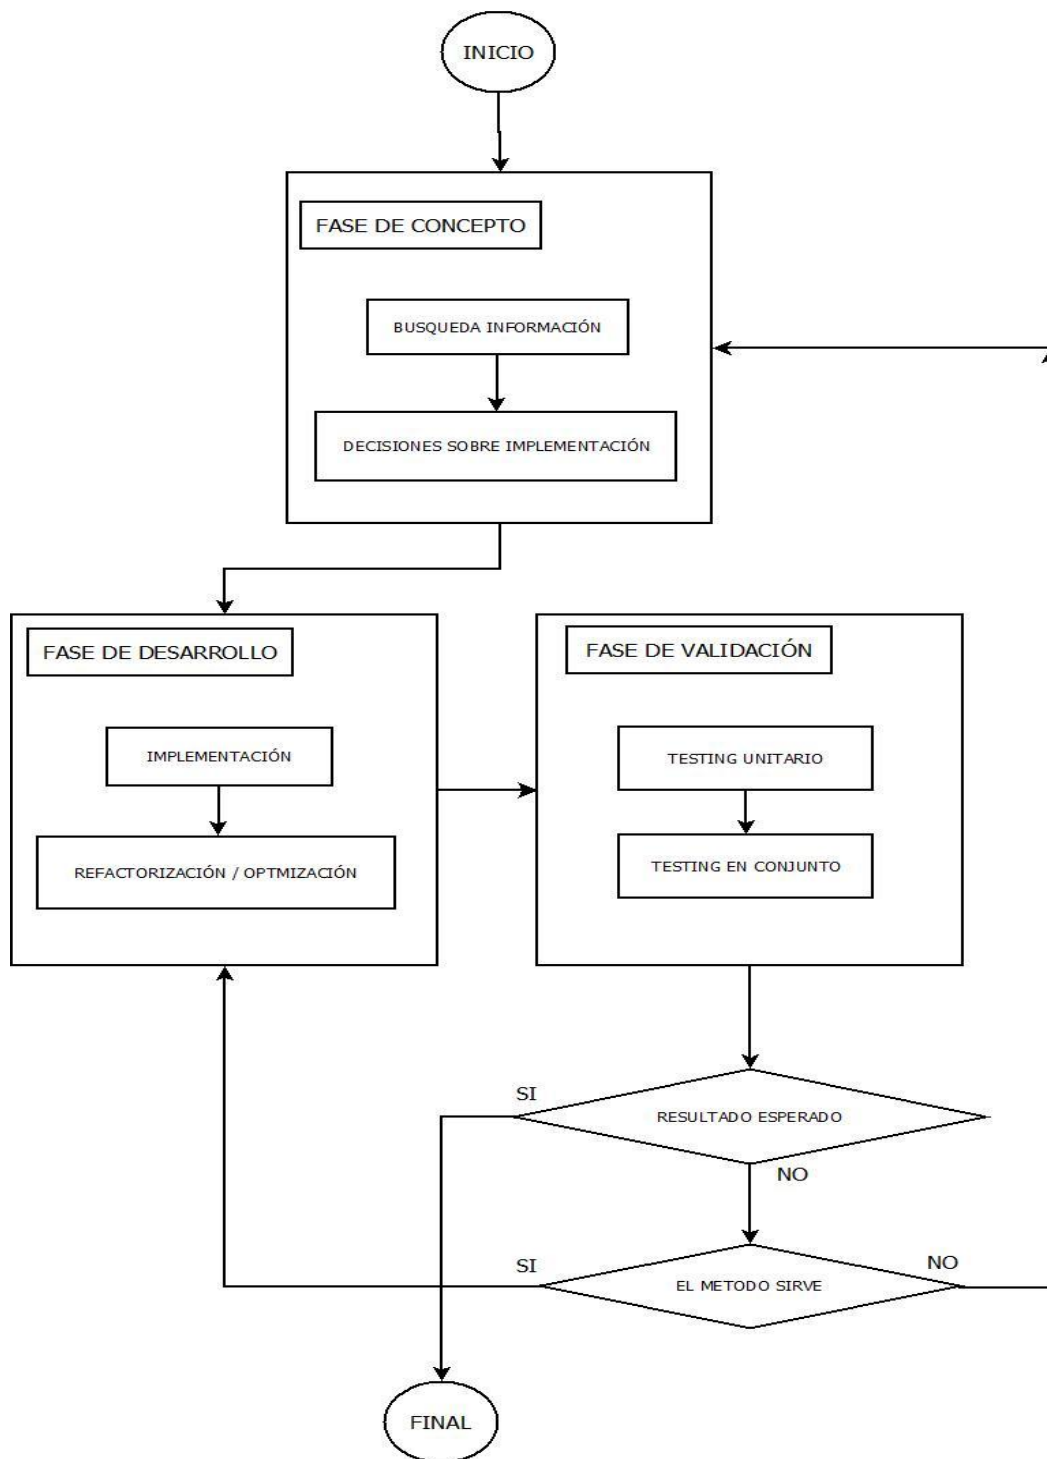 INICIO
FASE DE CONCEPTO
BUSQUEDA INFORMACIÓN
DECISIONES SOBRE IMPLEMENTACIÓN
FASE DE DESARROLLO
IMPLEMENTACIÓN
REFACTORIZACIÓN / OPTMIZACIÓN
FASE DE VALIDACIÓN
TESTING UNITARIO
TESTING EN CONJUNTO
SI
RESULTADO ESPERADO
NO
SI
EL METODO SIRVE
NO
FINAL